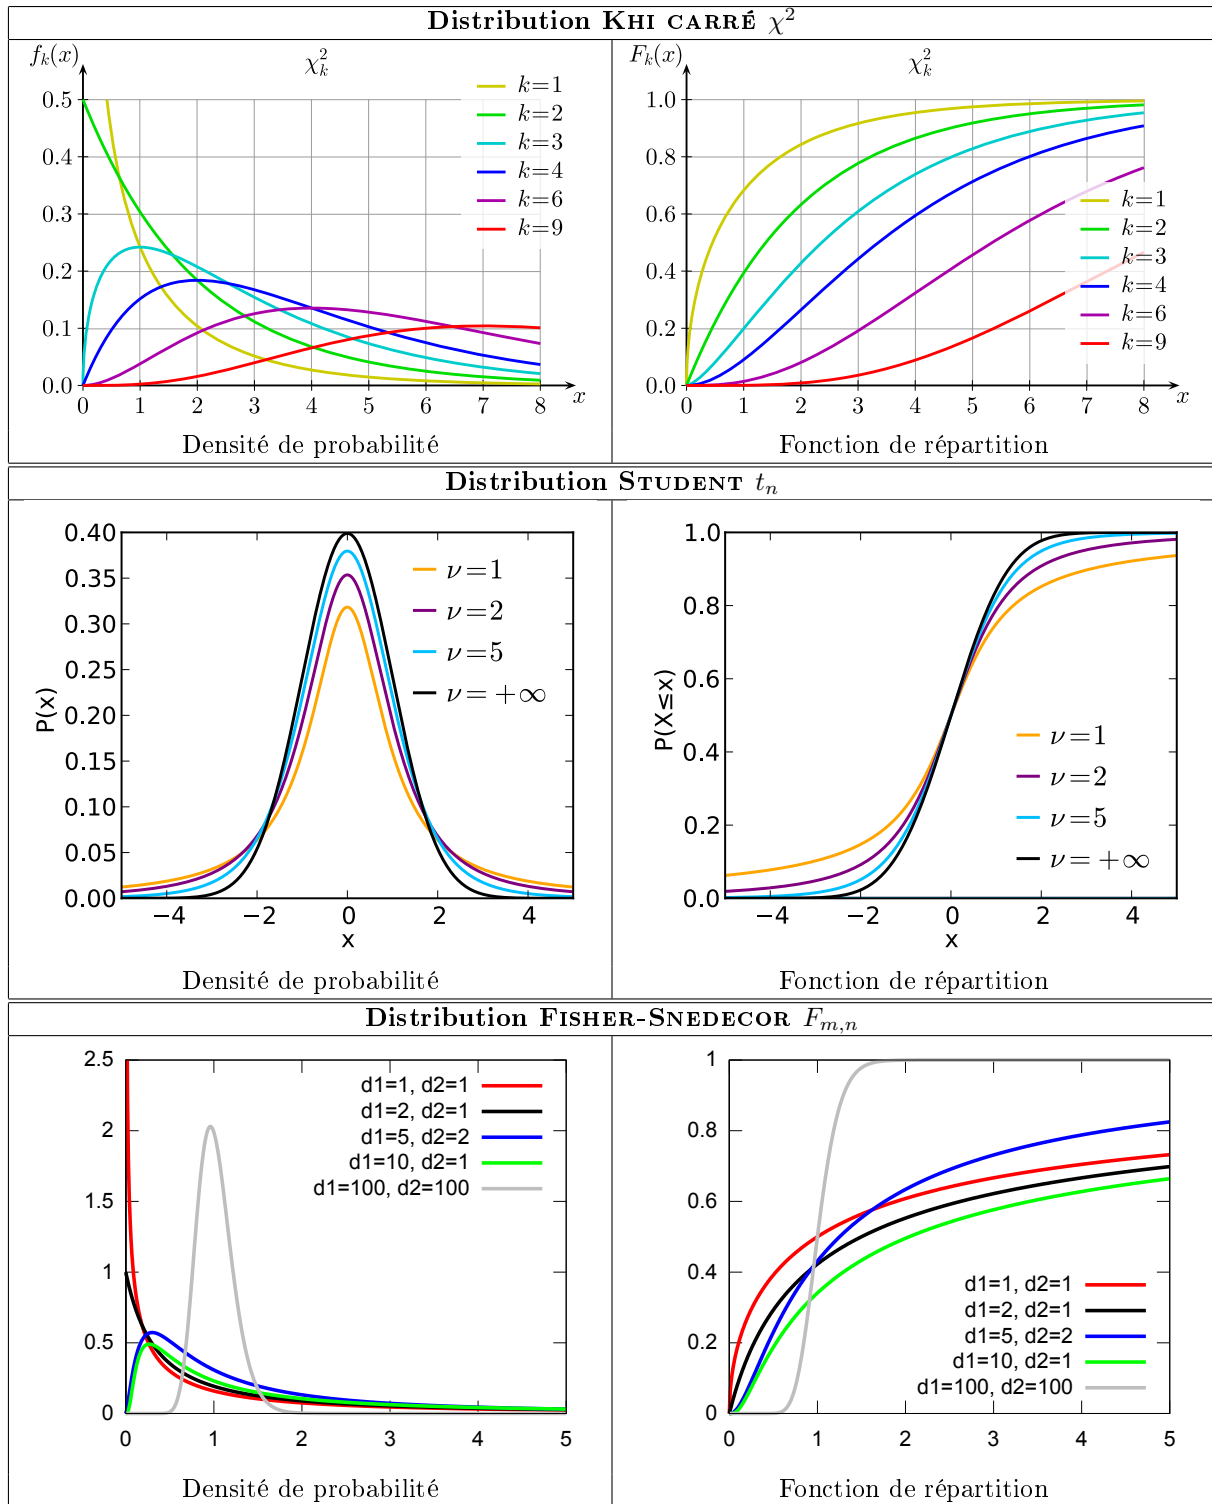 Distribution KHI CARRÉ χ²
f_k(x)
χ²_k
k=1
k=2
k=3
k=4
k=6
k=9
0.5
0.4
0.3
0.2
0.1
0.0
0 1 2 3 4 5 6 7 8 x
Densité de probabilité
F_k(x)
χ²_k
1.0
0.8
0.6
0.4
0.2
0.0
k=1
k=2
k=3
k=4
k=6
k=9
0 1 2 3 4 5 6 7 8 x
Fonction de répartition
Distribution STUDENT t_n
0.40
0.35
0.30
0.25
0.20
0.15
0.10
0.05
0.00
P(x)
ν=1
ν=2
ν=5
ν=+∞
−4 −2 0 2 4
x
Densité de probabilité
1.0
0.8
0.6
0.4
0.2
0.0
P(X≤x)
ν=1
ν=2
ν=5
ν=+∞
−4 −2 0 2 4
x
Fonction de répartition
Distribution FISHER-SNEDECOR F_{m,n}
2.5
2
1.5
1
0.5
0
d1=1, d2=1
d1=2, d2=1
d1=5, d2=2
d1=10, d2=1
d1=100, d2=100
0 1 2 3 4 5
Densité de probabilité
1
0.8
0.6
0.4
0.2
0
d1=1, d2=1
d1=2, d2=1
d1=5, d2=2
d1=10, d2=1
d1=100, d2=100
0 1 2 3 4 5
Fonction de répartition